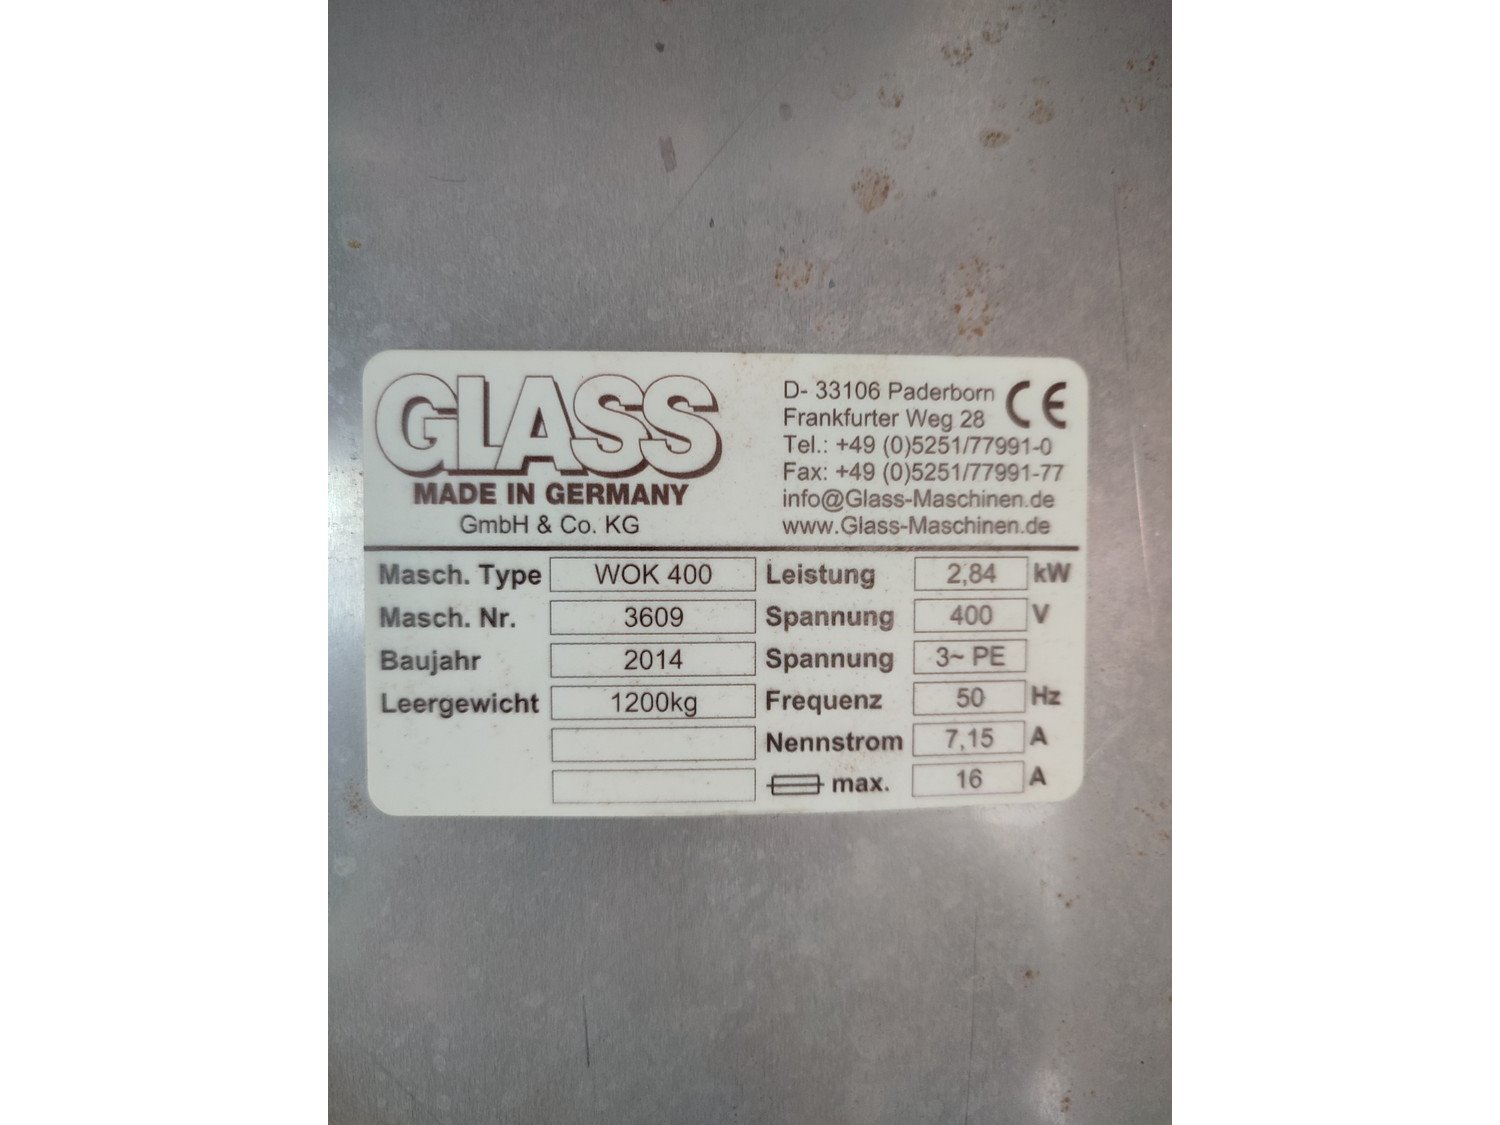 GLASS
MADE IN GERMANY
GmbH & Co. KG
D- 33106 Paderborn CE
Frankfurter Weg 28
Tel.: +49 (0)5251/77991-0
Fax: +49 (0)5251/77991-77
info@Glass-Maschinen.de
www.Glass-Maschinen.de
Masch. Type WOK 400 Leistung 2,84 kW
Masch. Nr. 3609 Spannung 400 V
Baujahr 2014 Spannung 3~ PE
Leergewicht 1200kg Frequenz 50 Hz
Nennstrom 7,15 A
max. 16 A